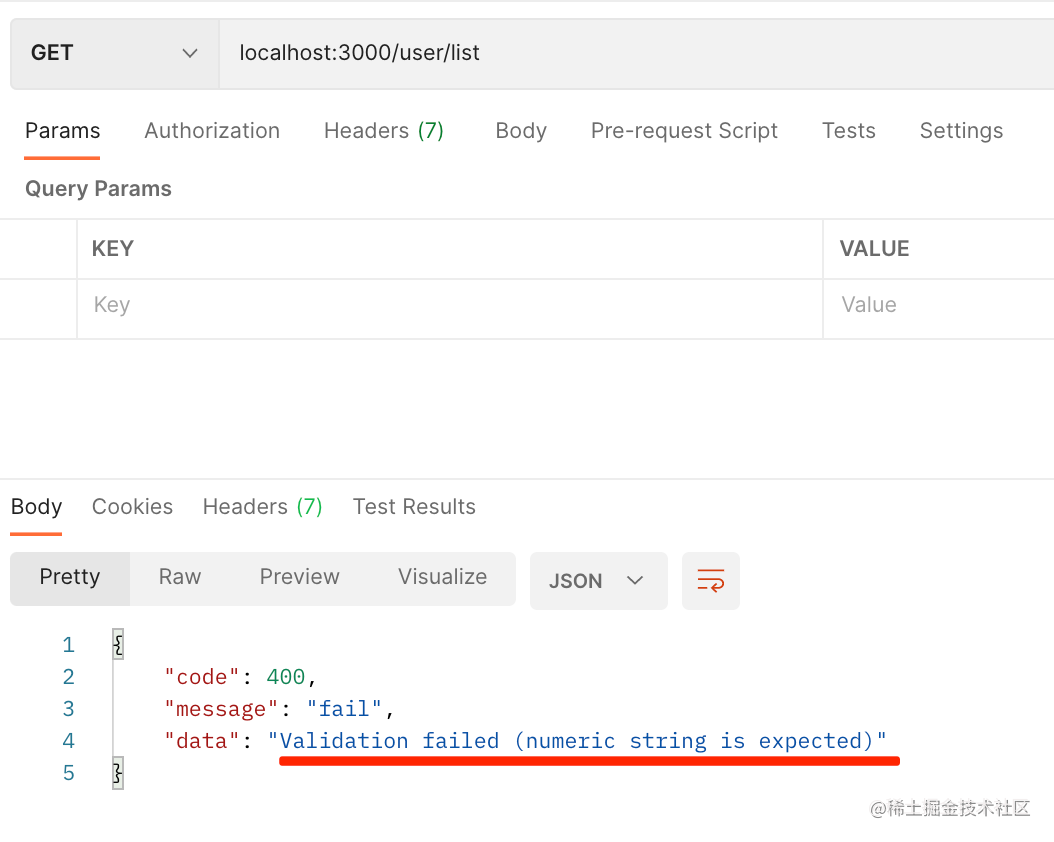 GET localhost:3000/user/list
Params Authorization Headers (7) Body Pre-request Script Tests Settings
Query Params
KEY VALUE
Key Value
Body Cookies Headers (7) Test Results
Pretty Raw Preview Visualize JSON
1 {
2 "code": 400,
3 "message": "fail",
4 "data": "Validation failed (numeric string is expected)"
5 }
@稀土掘金技术社区